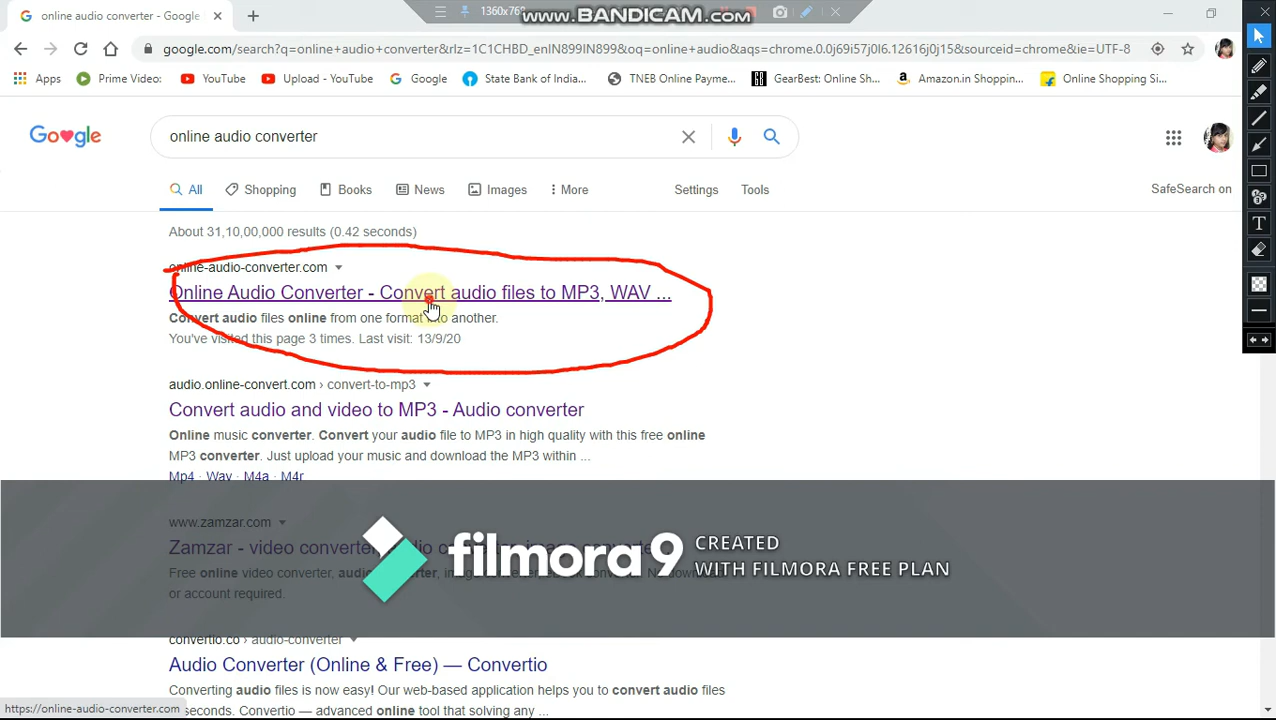 online audio converter - Google
1360x768
www.BANDICAM.com
google.com/search?q=online+audio+converter&rlz=1C1CHBD_enIN899IN899&oq=online+audio&aqs=chrome.0.0j69i57j0l6.12616j0j15&sourceid=chrome&ie=UTF-8
Apps Prime Video: YouTube Upload - YouTube Google State Bank of India... TNEB Online Payme... GearBest: Online Sh... Amazon.in Shoppin... Online Shopping Si...
Google
online audio converter
All Shopping Books News Images More Settings Tools SafeSearch on
About 31,10,00,000 results (0.42 seconds)
online-audio-converter.com
Online Audio Converter - Convert audio files to MP3, WAV ...
Convert audio files online from one format into another.
You've visited this page 3 times. Last visit: 13/9/20
audio.online-convert.com › convert-to-mp3
Convert audio and video to MP3 - Audio converter
Online music converter. Convert your audio file to MP3 in high quality with this free online
MP3 converter. Just upload your music and download the MP3 within ...
Mp4 · Wav · M4a · M4r
www.zamzar.com
Zamzar - video converter
Free online video converter,
or account required.
filmora9 CREATED
WITH FILMORA FREE PLAN
convertio.co › audio-converter
Audio Converter (Online & Free) — Convertio
Converting audio files is now easy! Our web-based application helps you to convert audio files
seconds. Convertio — advanced online tool that solving any ...
https://online-audio-converter.com
T